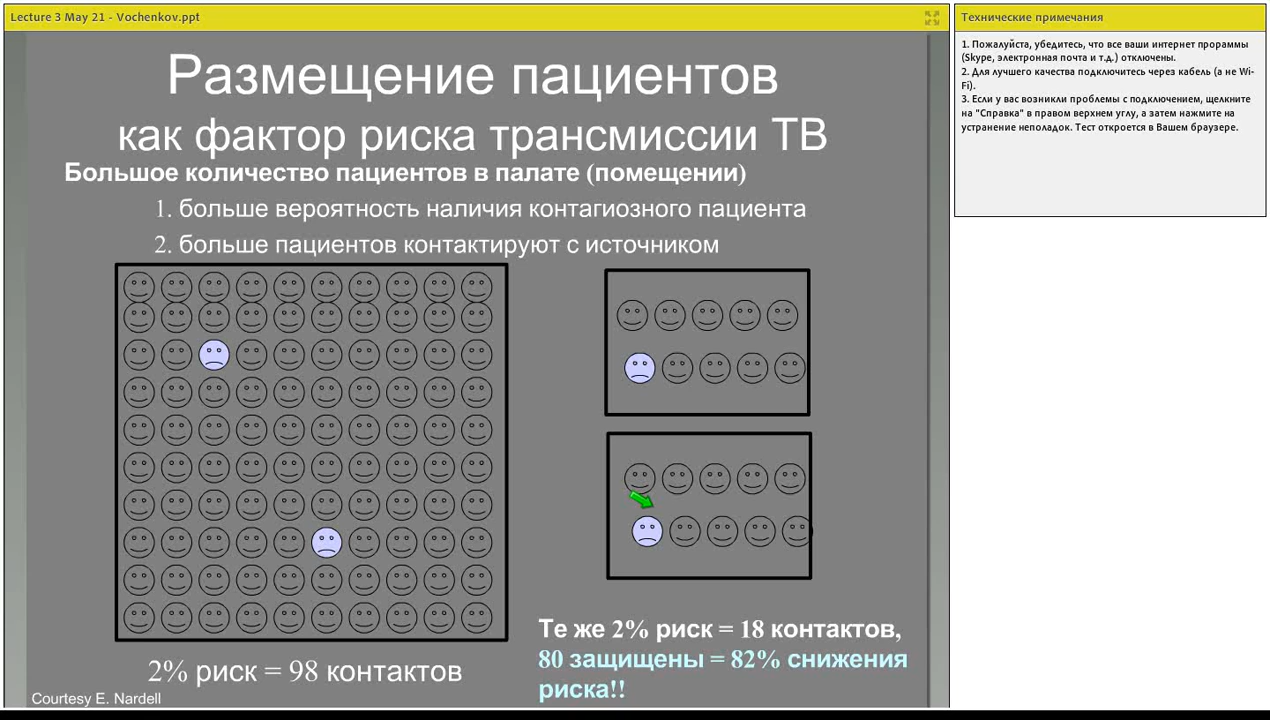 Lecture 3 May 21 - Vochenkov.ppt
Размещение пациентов
как фактор риска трансмиссии ТВ
Большое количество пациентов в палате (помещении)
1. больше вероятность наличия контагиозного пациента
2. больше пациентов контактируют с источником
2% риск = 98 контактов
Те же 2% риск = 18 контактов,
80 защищены = 82% снижения
риска!!
Courtesy E. Nardell
Технические примечания
1. Пожалуйста, убедитесь, что все ваши интернет прораммы
(Skype, электронная почта и т.д.) отключены.
2. Для лучшего качества подключитесь через кабель (а не Wi-
Fi).
3. Если у вас возникли проблемы с подключением, щелкните
на "Справка" в правом верхнем углу, а затем нажмите на
устранение неполадок. Тест откроется в Вашем браузере.